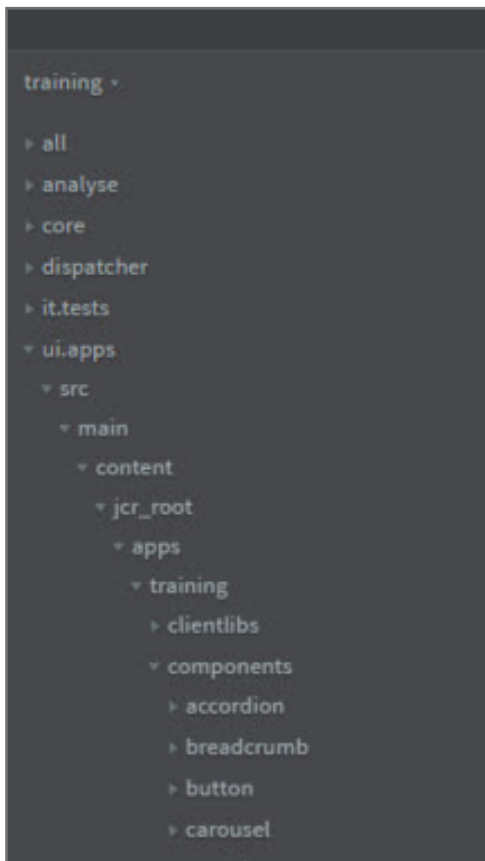 training
all
analyse
core
dispatcher
it.tests
ui.apps
src
main
content
jcr_root
apps
training
clientlibs
components
accordion
breadcrumb
button
carousel